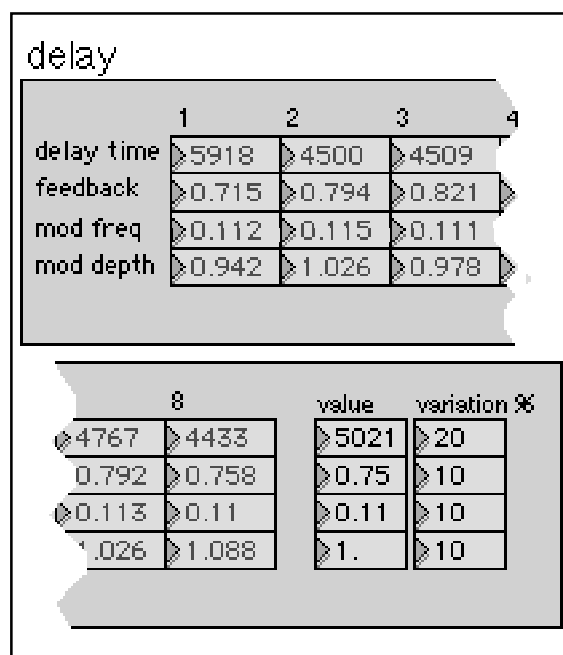 delay
1 2 3 4
delay time 5918 4500 4509
feedback 0.715 0.794 0.821
mod freq 0.112 0.115 0.111
mod depth 0.942 1.026 0.978
8 value variation %
4767 4433 5021 20
0.792 0.758 0.75 10
0.113 0.11 0.11 10
1.026 1.088 1. 10